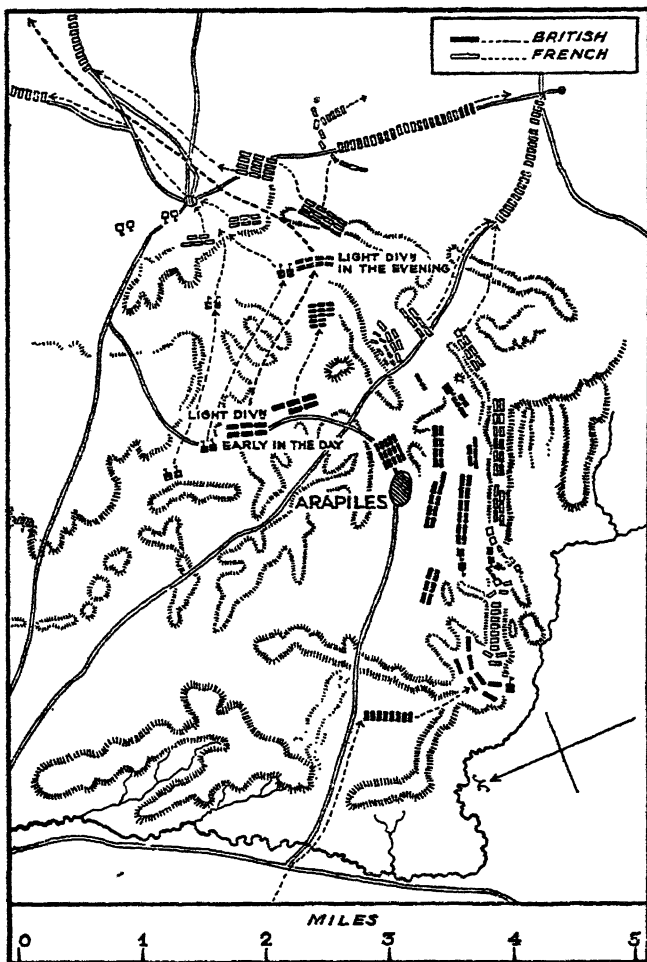 BRITISH
FRENCH
LIGHT DIVN
IN THE EVENING
LIGHT DIVN
EARLY IN THE DAY
ARAPILES
MILES
0 1 2 3 4 5